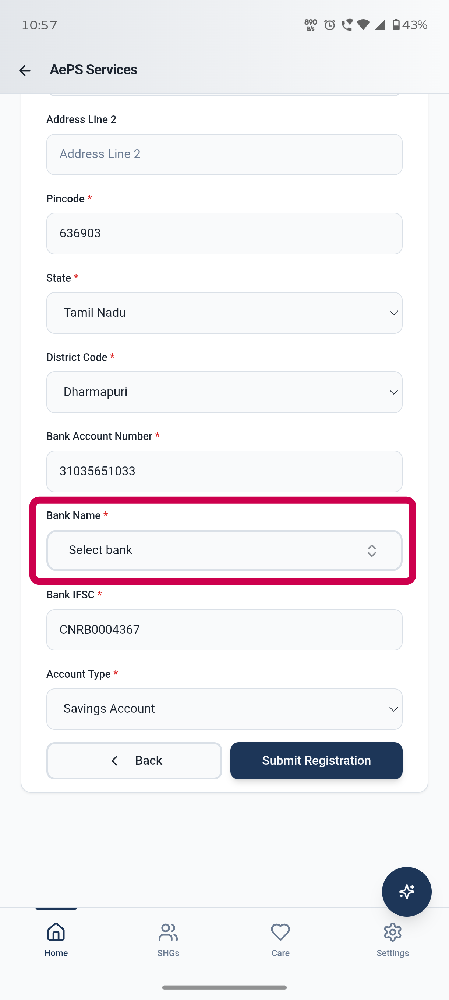 10:57
890
B/s
43%
AePS Services
Address Line 2
Address Line 2
Pincode *
636903
State *
Tamil Nadu
District Code *
Dharmapuri
Bank Account Number *
31035651033
Bank Name *
Select bank
Bank IFSC *
CNRB0004367
Account Type *
Savings Account
Back
Submit Registration
Home
SHGs
Care
Settings